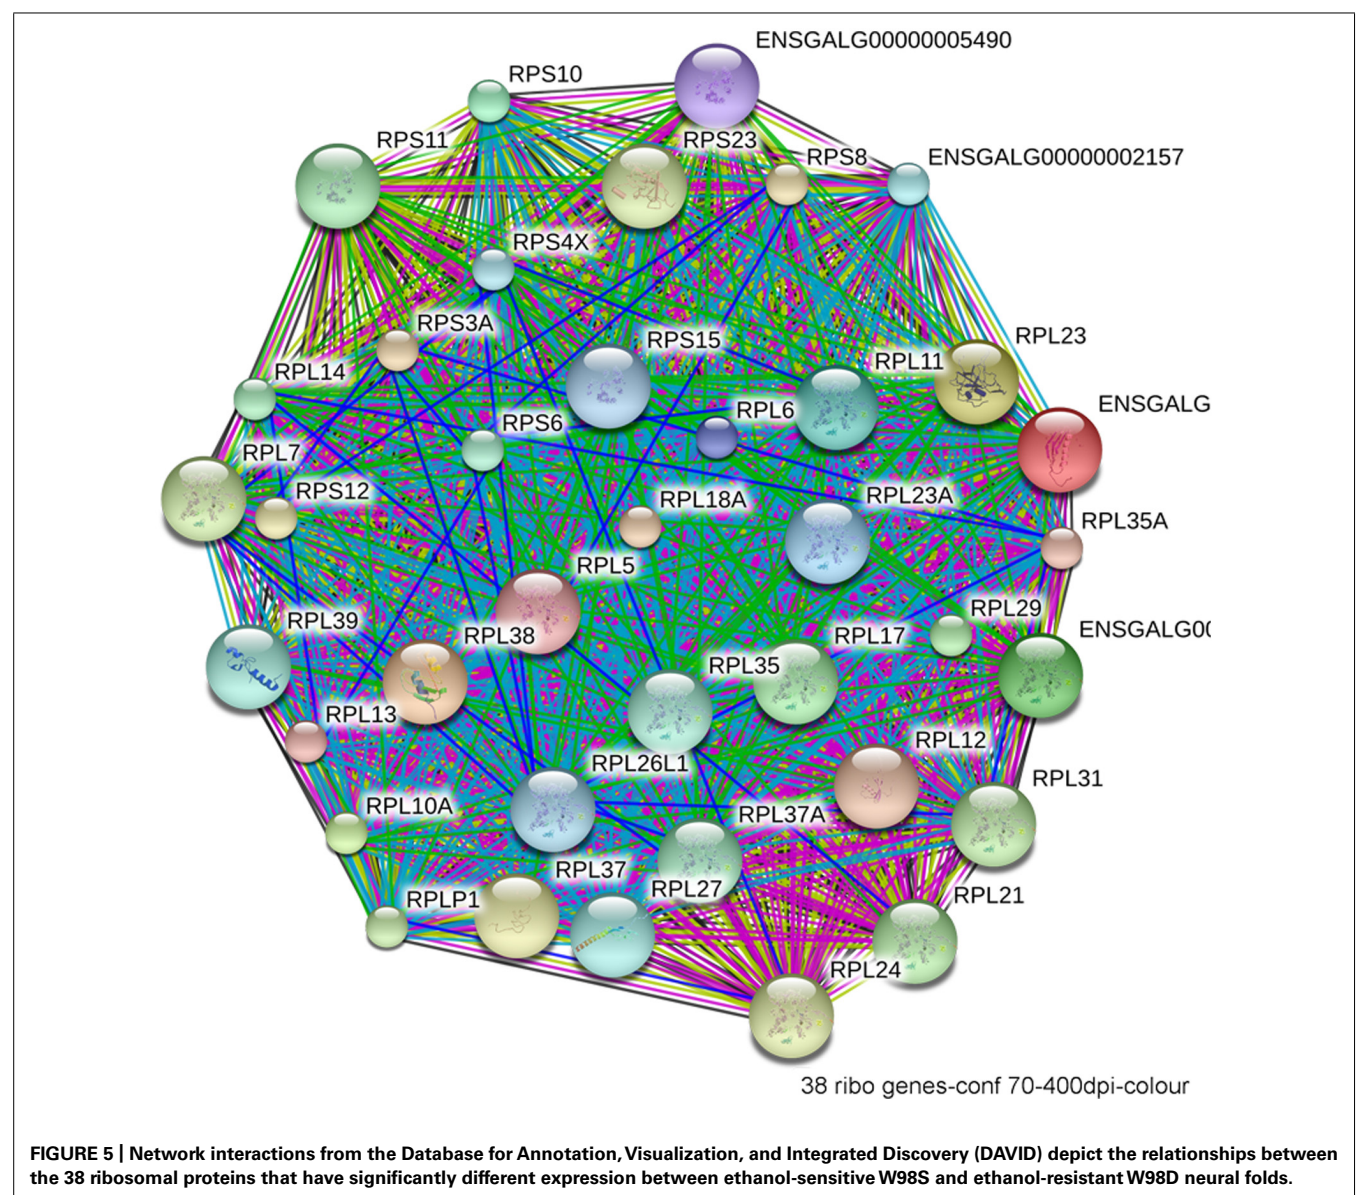 ENSGALG00000005490
RPS10
RPS11
RPS23
RPS8
ENSGALG00000002157
RPS4X
RPS3A
RPS15
RPL23
RPL11
RPL14
ENSGALG
RPL6
RPS6
RPL7
RPS12
RPL18A
RPL23A
RPL35A
RPL5
RPL29
RPL39
ENSGALG00
RPL38
RPL17
RPL35
RPL13
RPL12
RPL26L1
RPL31
RPL10A
RPL37A
RPL37
RPL27
RPL21
RPLP1
RPL24
38 ribo genes-conf 70-400dpi-colour
FIGURE 5 | Network interactions from the Database for Annotation, Visualization, and Integrated Discovery (DAVID) depict the relationships between
the 38 ribosomal proteins that have significantly different expression between ethanol-sensitive W98S and ethanol-resistant W98D neural folds.